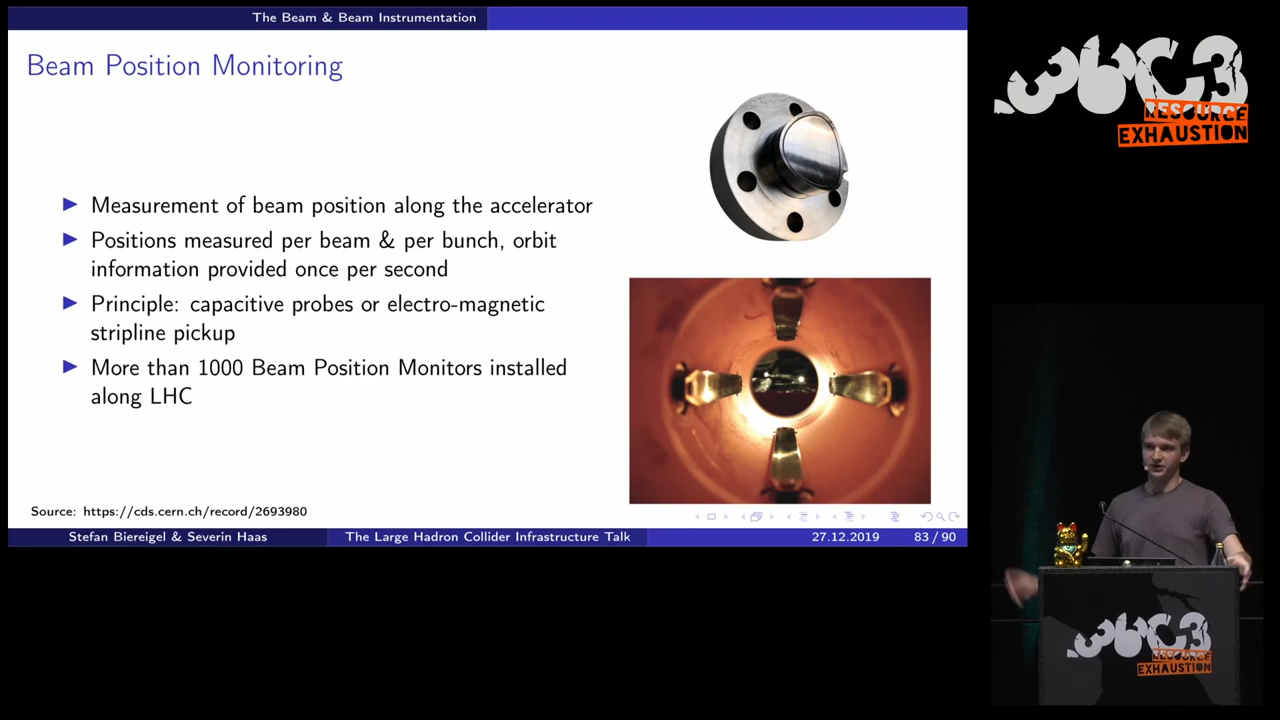 The Beam & Beam Instrumentation
Beam Position Monitoring
Measurement of beam position along the accelerator
Positions measured per beam & per bunch, orbit
information provided once per second
Principle: capacitive probes or electro-magnetic
stripline pickup
More than 1000 Beam Position Monitors installed
along LHC
Source: https://cds.cern.ch/record/2693980
Stefan Biereigel & Severin Haas
The Large Hadron Collider Infrastructure Talk
27.12.2019
83 / 90
36C3
RESOURCE
EXHAUSTION
36C3
RESOURCE
EXHAUSTION